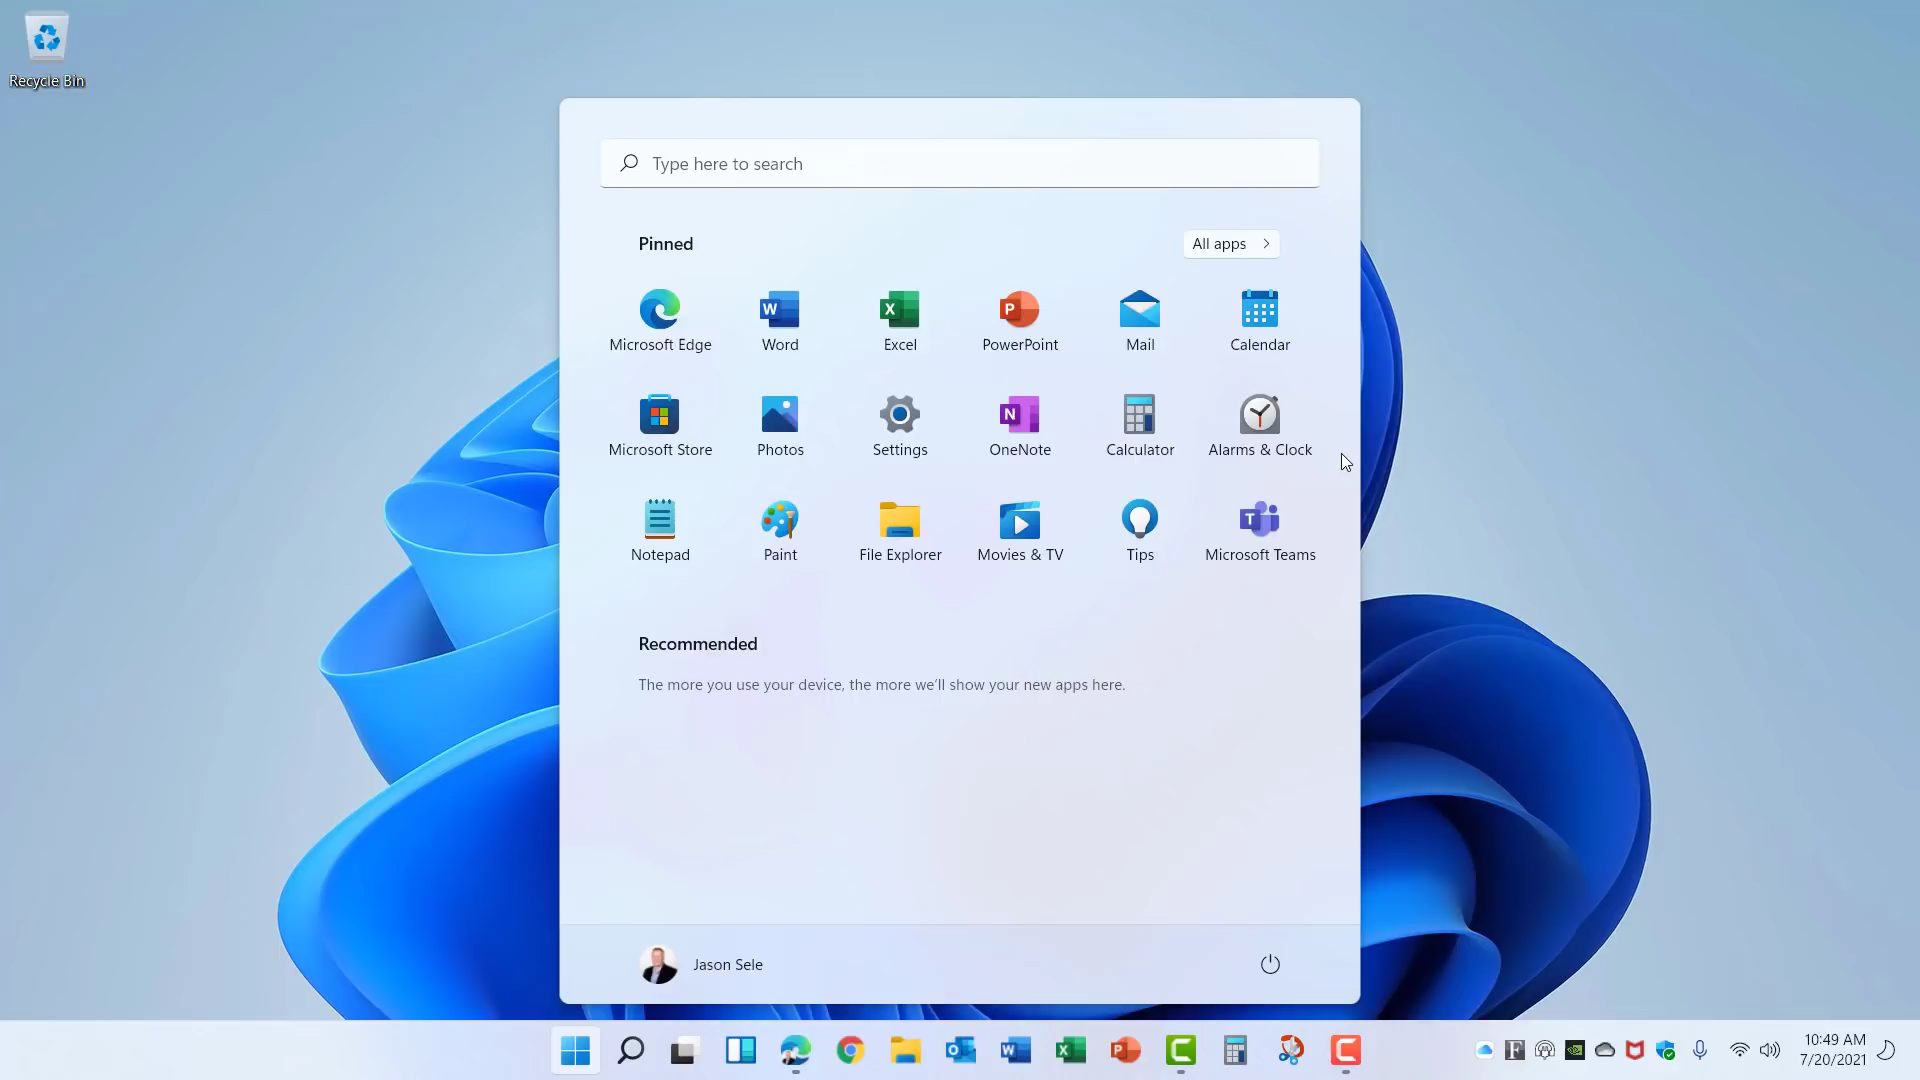 Recycle Bin
Type here to search
Pinned
All apps
Microsoft Edge
Word
Excel
PowerPoint
Mail
Calendar
Microsoft Store
Photos
Settings
OneNote
Calculator
Alarms & Clock
Notepad
Paint
File Explorer
Movies & TV
Tips
Microsoft Teams
Recommended
The more you use your device, the more we'll show your new apps here.
Jason Sele
10:49 AM
7/20/2021